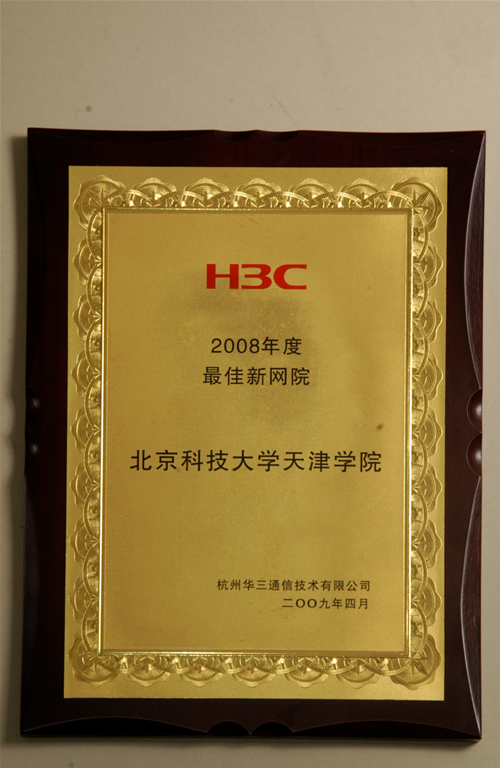 H3C
2008年度
最佳新网院
北京科技大学天津学院
杭州华三通信技术有限公司
二OO九年四月